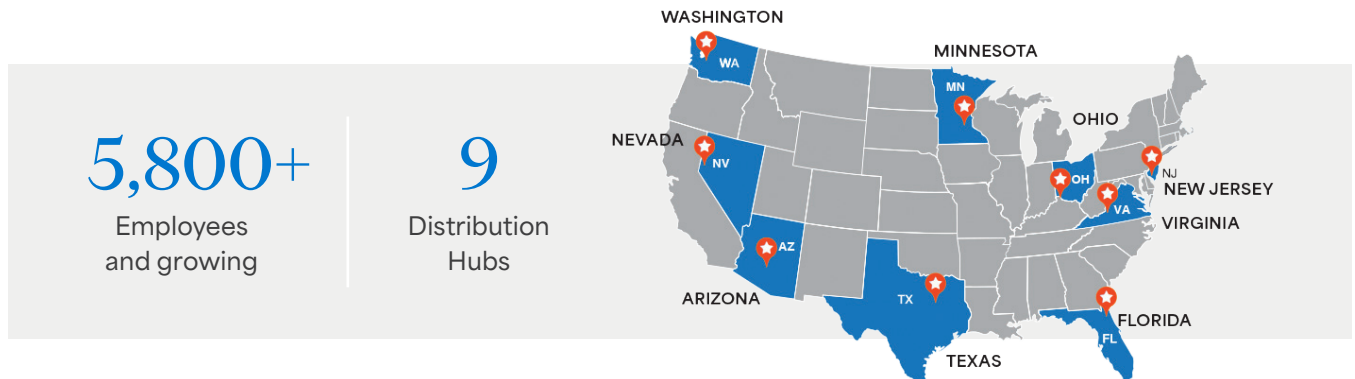 5,800+
Employees
and growing
9
Distribution
Hubs
WASHINGTON
WA
MINNESOTA
MN
NEVADA
NV
OHIO
OH
NJ
NEW JERSEY
VA
VIRGINIA
AZ
ARIZONA
TX
TEXAS
FLORIDA
FL